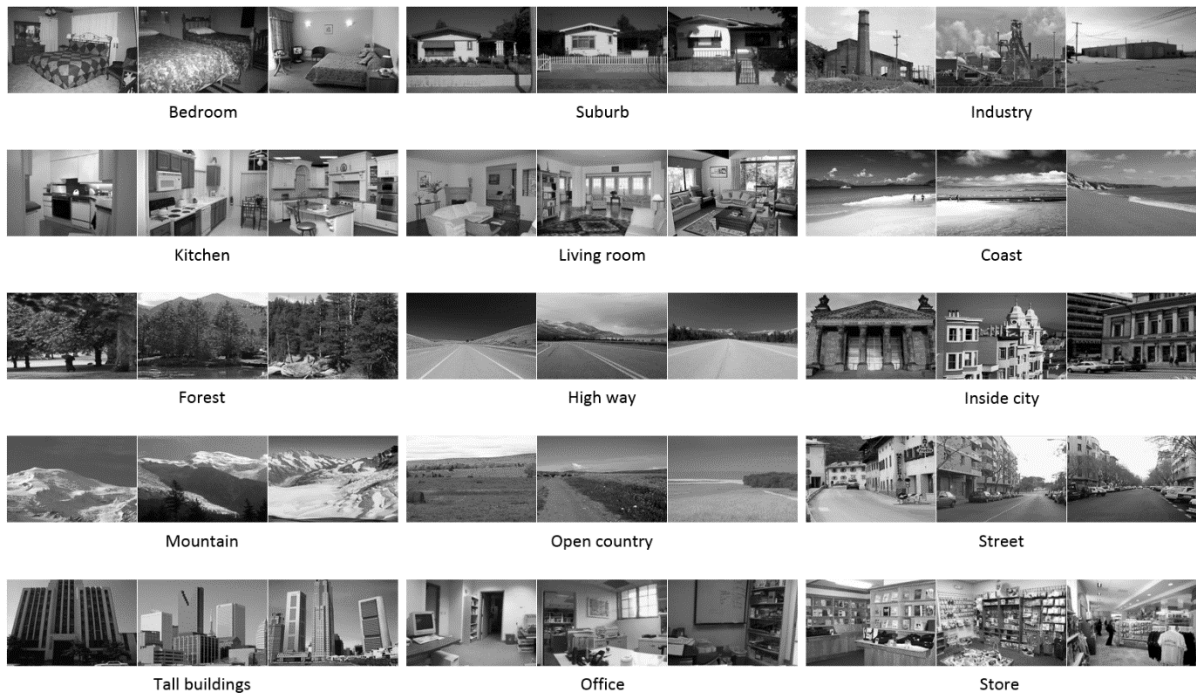 Bedroom
Suburb
Industry
Kitchen
Living room
Coast
Forest
High way
Inside city
Mountain
Open country
Street
Tall buildings
Office
Store